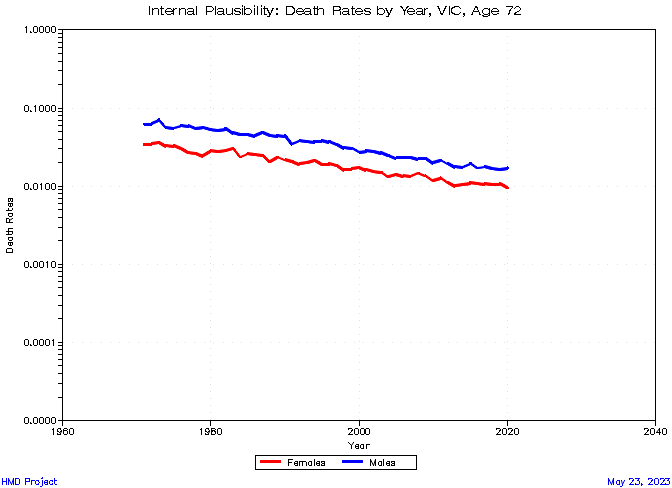 Internal Plausibility: Death Rates by Year, VIC, Age 72
1.0000
0.1000
0.0100
0.0010
0.0001
0.0000
Death Rates
1960
1980
2000
2020
2040
Year
Females
Males
HMD Project
May 23, 2023